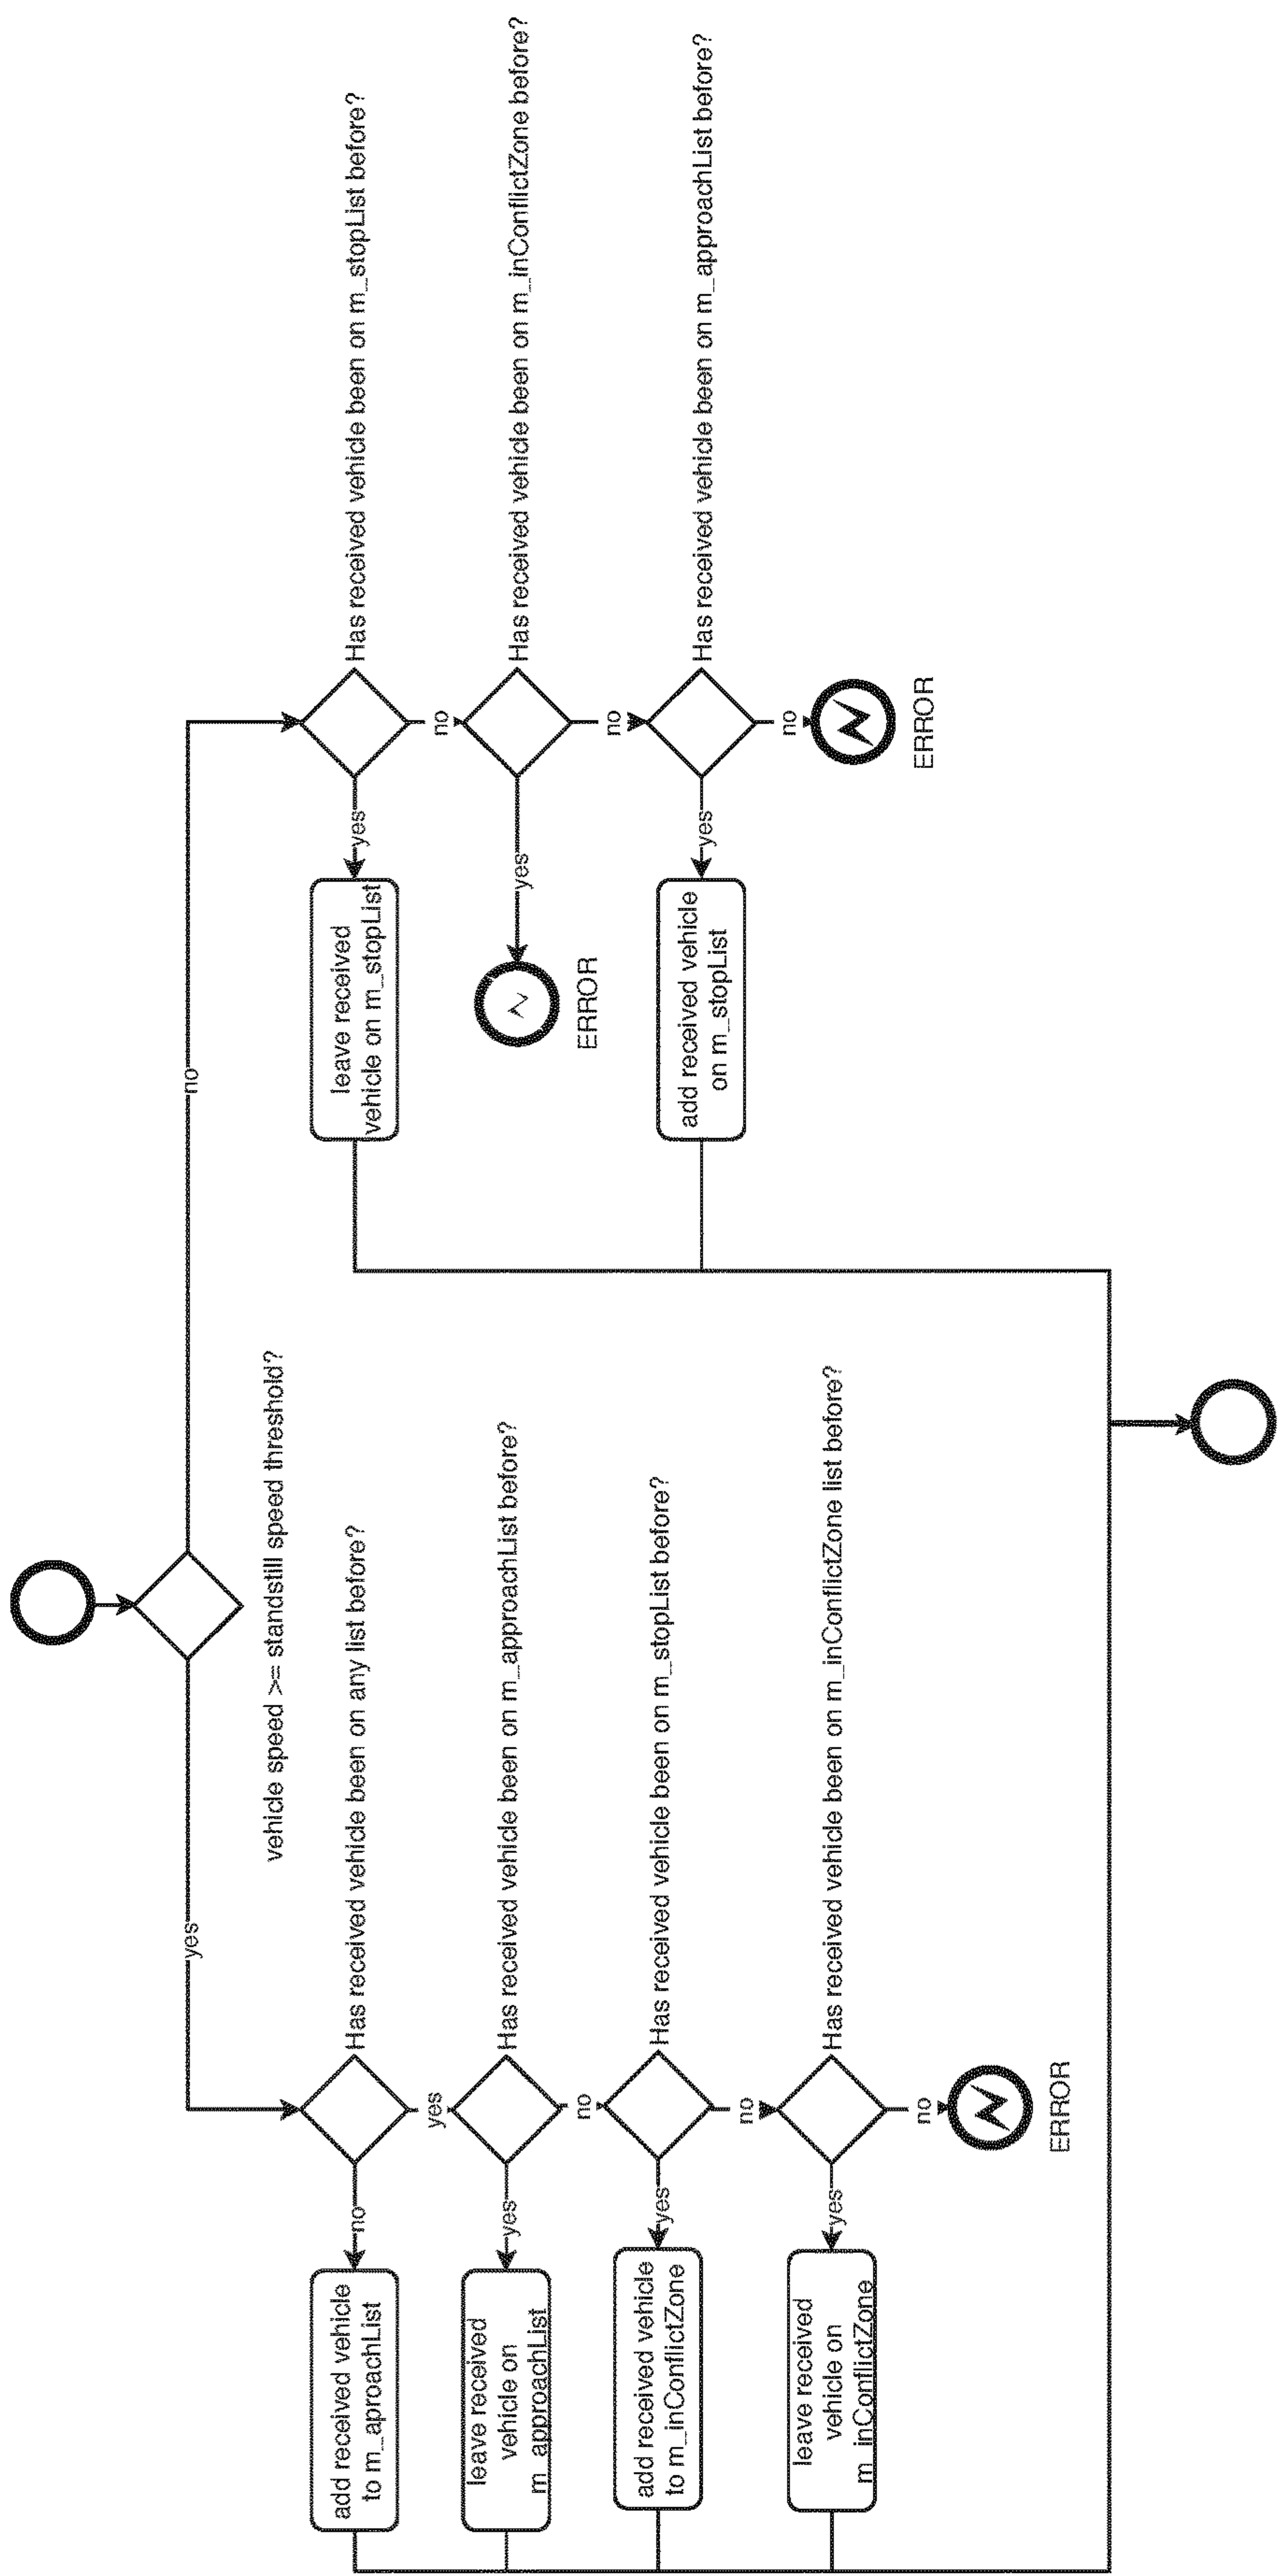 vehicle speed >= standstill speed threshold?
yes
no
Has received vehicle been on any list before?
no
add received vehicle
to m_aproachList
yes
Has received vehicle been on m_approachList before?
yes
leave received
vehicle on
m_approachList
no
Has received vehicle been on m_stopList before?
yes
add received vehicle
to m_inConflictZone
no
Has received vehicle been on m_inConflictZone list before?
yes
leave received
vehicle on
m_inConflictZone
no
ERROR
Has received vehicle been on m_stopList before?
yes
leave received
vehicle on m_stopList
no
Has received vehicle been on m_inConflictZone before?
yes
ERROR
no
Has received vehicle been on m_approachList before?
yes
add received vehicle
on m_stopList
no
ERROR